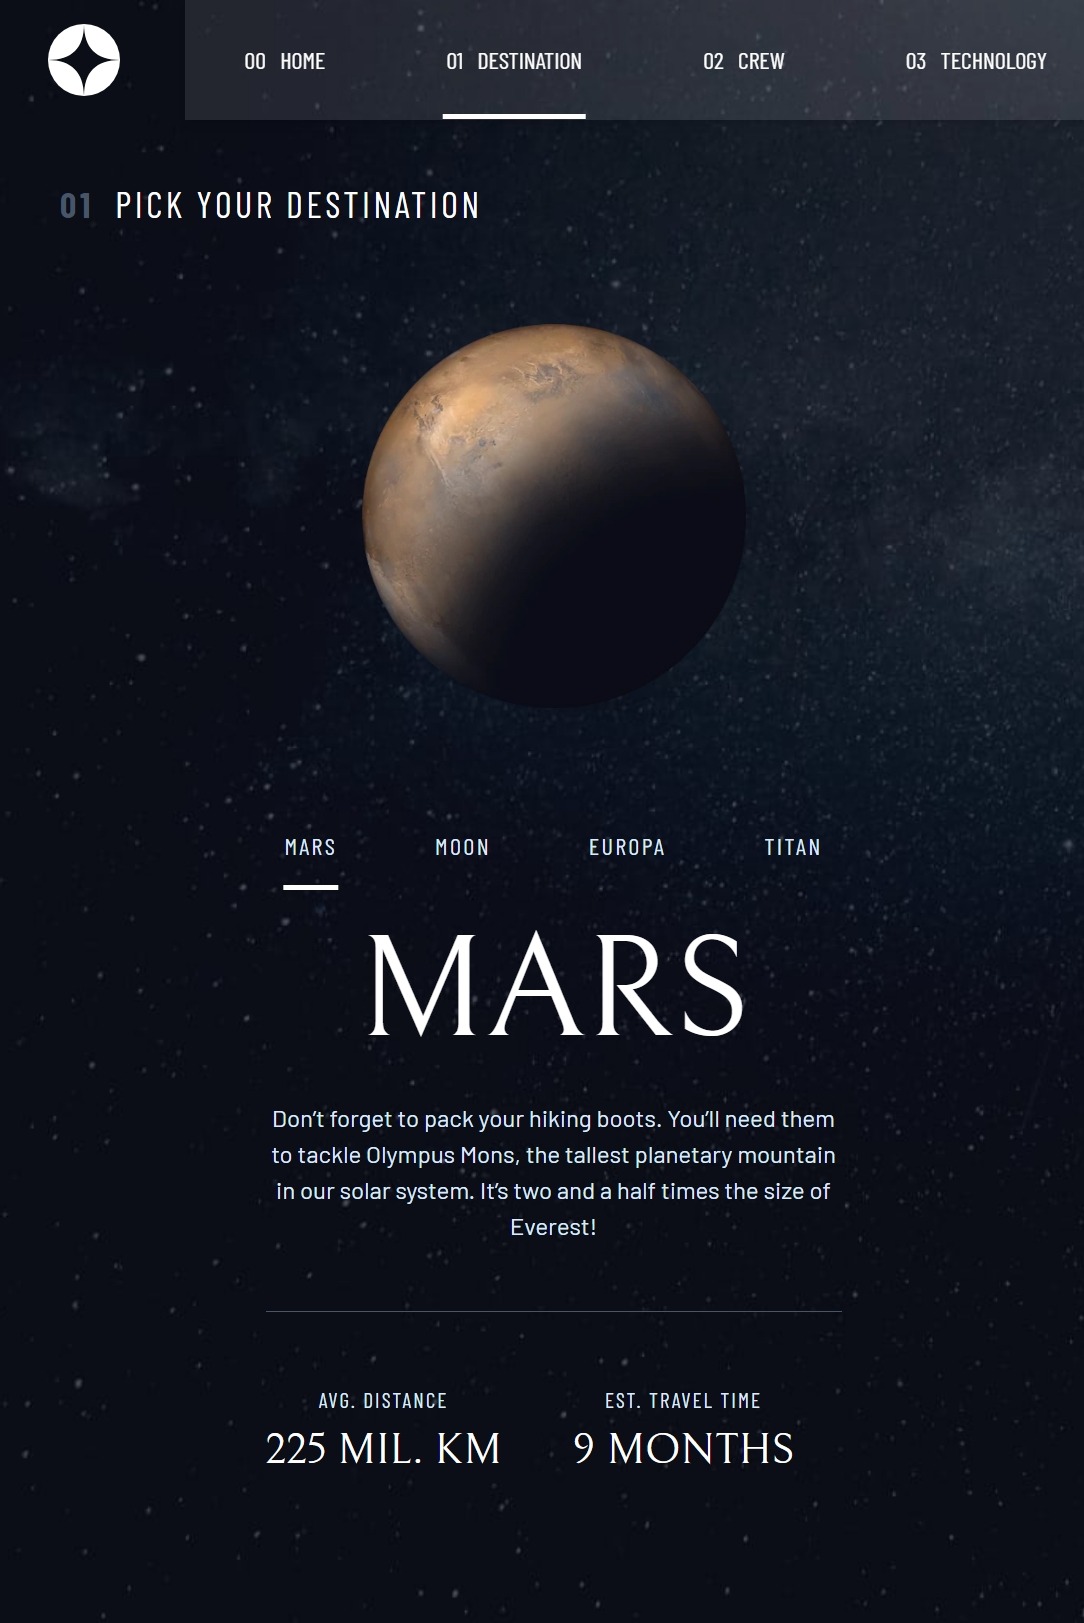 00 HOME 01 DESTINATION 02 CREW 03 TECHNOLOGY
01 PICK YOUR DESTINATION
MARS MOON EUROPA TITAN
MARS
Don’t forget to pack your hiking boots. You’ll need them
to tackle Olympus Mons, the tallest planetary mountain
in our solar system. It’s two and a half times the size of
Everest!
AVG. DISTANCE
225 MIL. KM
EST. TRAVEL TIME
9 MONTHS